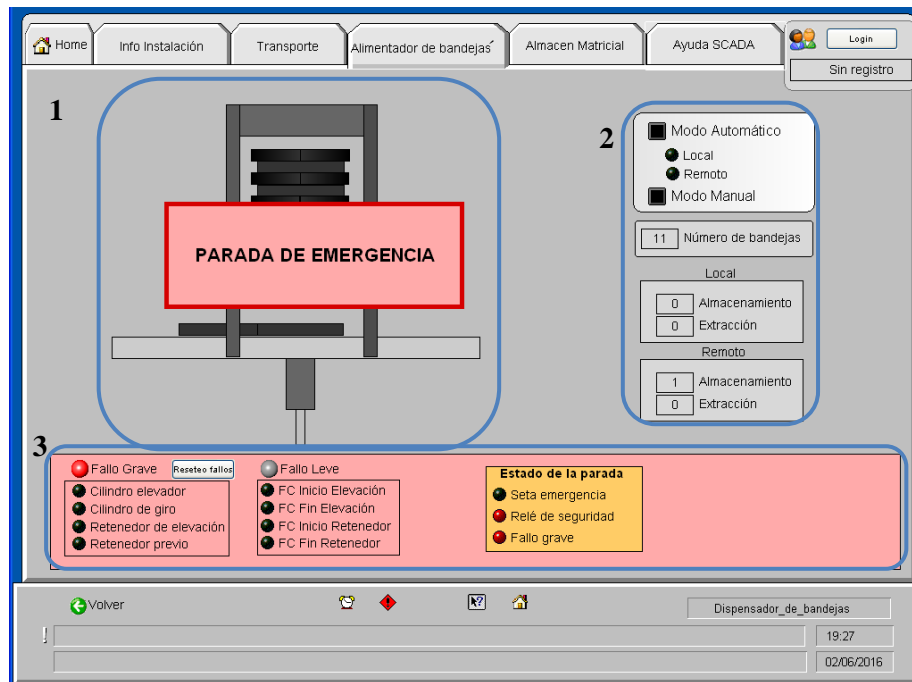 Home
Info Instalación
Transporte
Alimentador de bandejas
Almacen Matricial
Ayuda SCADA
Login
Sin registro
1
2
Modo Automático
Local
Remoto
Modo Manual
11 Número de bandejas
PARADA DE EMERGENCIA
Local
0 Almacenamiento
0 Extracción
Remoto
1 Almacenamiento
0 Extracción
3
Fallo Grave
Reseteo fallos
Cilindro elevador
Cilindro de giro
Retenedor de elevación
Retenedor previo
Fallo Leve
FC Inicio Elevación
FC Fin Elevación
FC Inicio Retenedor
FC Fin Retenedor
Estado de la parada
Seta emergencia
Relé de seguridad
Fallo grave
Volver
Dispensador_de_bandejas
19:27
02/06/2016